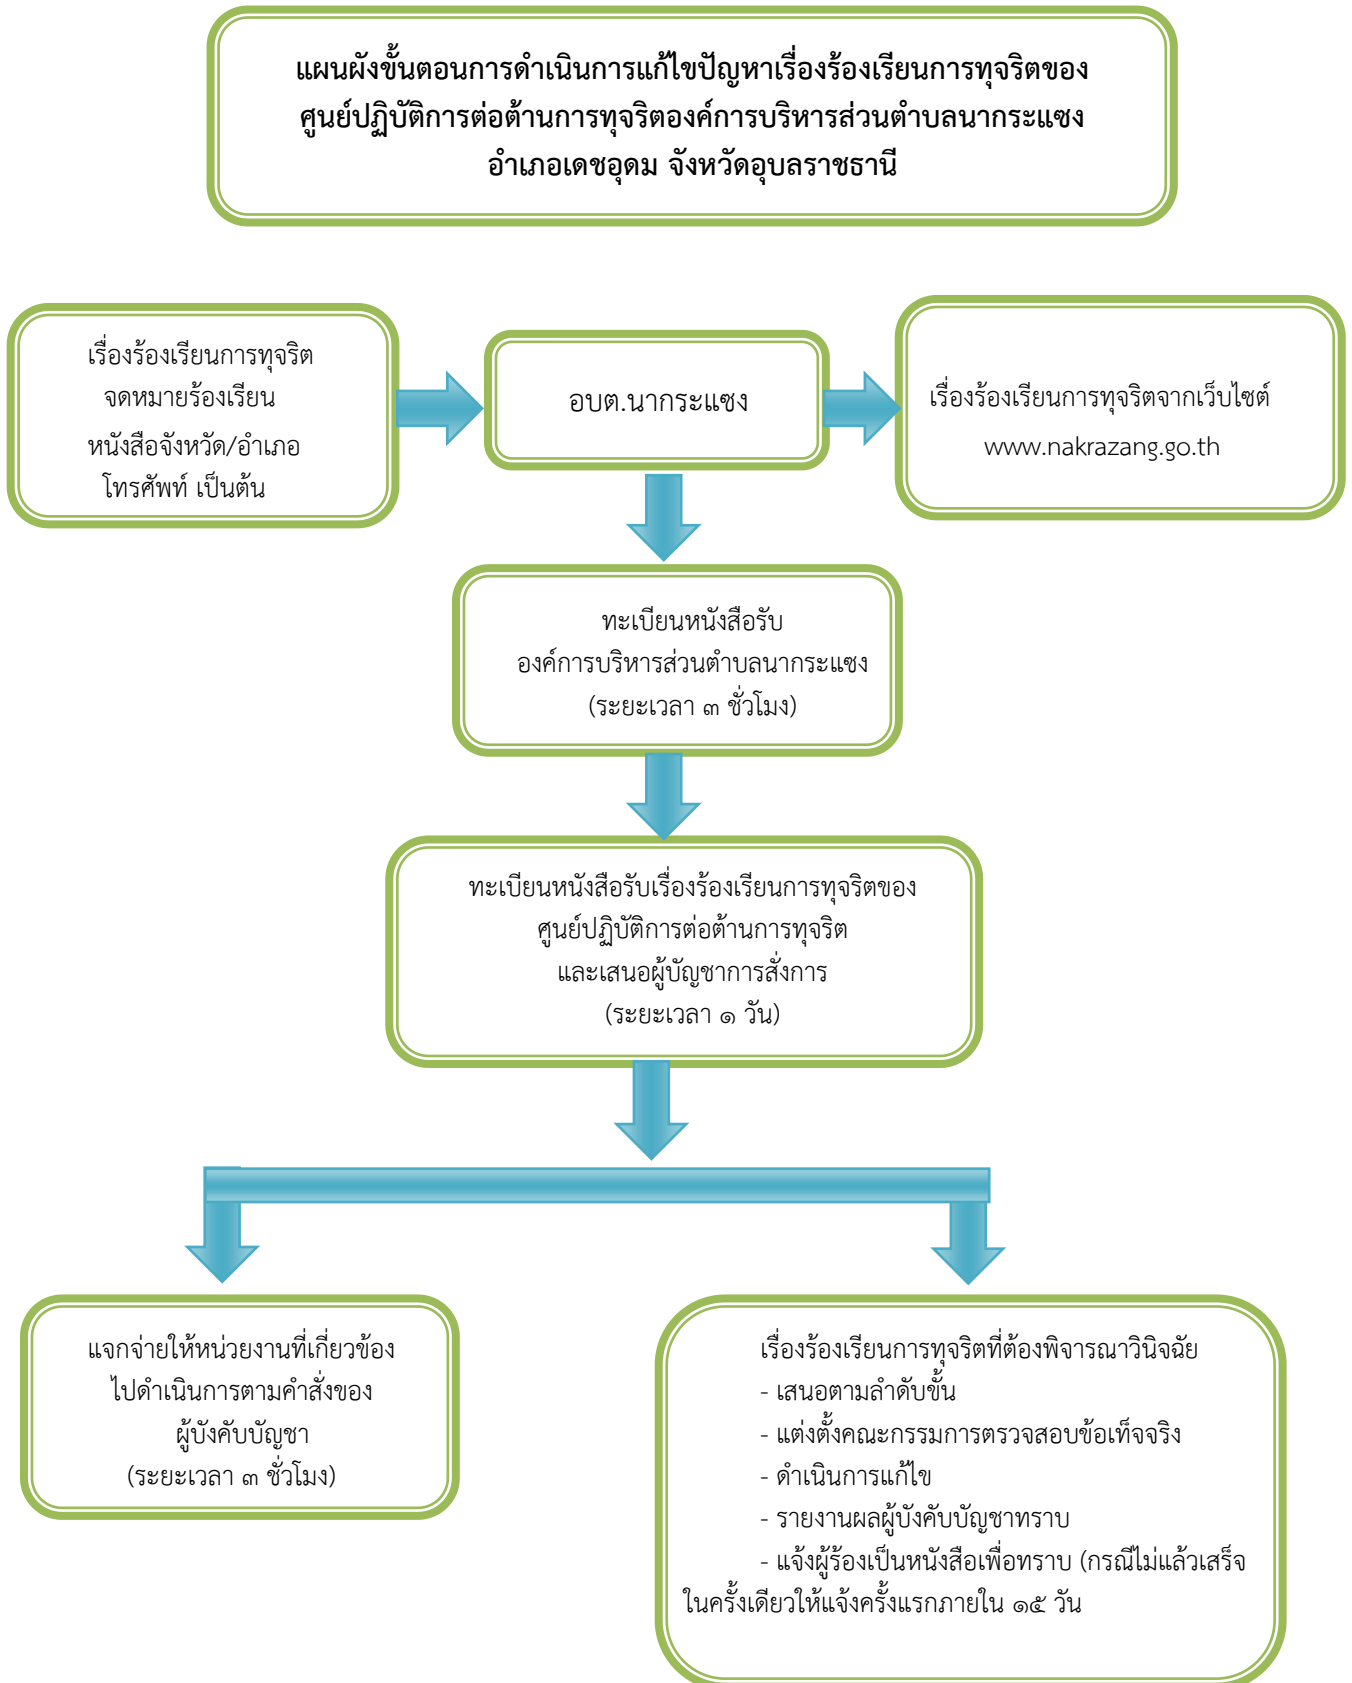 แผนผังขั้นตอนการดำเนินการแก้ไขปัญหาเรื่องร้องเรียนการทุจริตของ
ศูนย์ปฏิบัติการต่อต้านการทุจริตองค์การบริหารส่วนตำบลนากระแซง
อำเภอเดชอุดม จังหวัดอุบลราชธานี
เรื่องร้องเรียนการทุจริต
จดหมายร้องเรียน
หนังสือจังหวัด/อำเภอ
โทรศัพท์ เป็นต้น
อบต.นากระแซง
เรื่องร้องเรียนการทุจริตจากเว็บไซต์
www.nakrazang.go.th
ทะเบียนหนังสือรับ
องค์การบริหารส่วนตำบลนากระแซง
(ระยะเวลา ๓ ชั่วโมง)
ทะเบียนหนังสือรับเรื่องร้องเรียนการทุจริตของ
ศูนย์ปฏิบัติการต่อต้านการทุจริต
และเสนอผู้บัญชาการสั่งการ
(ระยะเวลา ๑ วัน)
แจกจ่ายให้หน่วยงานที่เกี่ยวข้อง
ไปดำเนินการตามคำสั่งของ
ผู้บังคับบัญชา
(ระยะเวลา ๓ ชั่วโมง)
เรื่องร้องเรียนการทุจริตที่ต้องพิจารณาวินิจฉัย
- เสนอตามลำดับขั้น
- แต่งตั้งคณะกรรมการตรวจสอบข้อเท็จจริง
- ดำเนินการแก้ไข
- รายงานผลผู้บังคับบัญชาทราบ
- แจ้งผู้ร้องเป็นหนังสือเพื่อทราบ (กรณีไม่แล้วเสร็จ
ในครั้งเดียวให้แจ้งครั้งแรกภายใน ๑๕ วัน